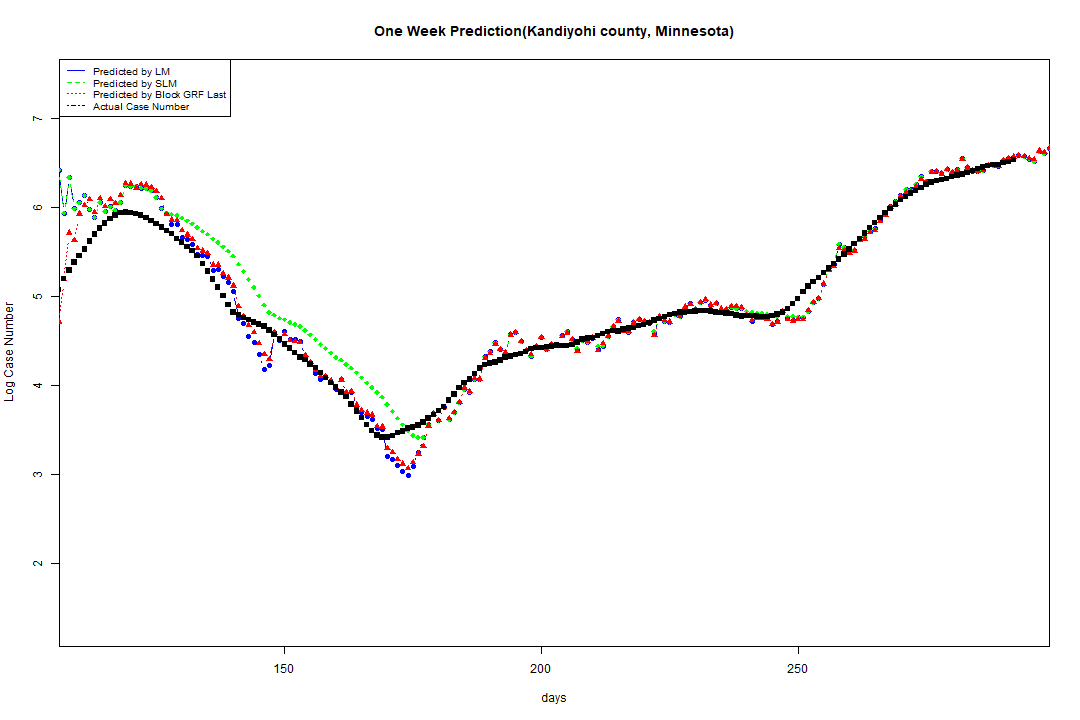 One Week Prediction(Kandiyohi county, Minnesota)
Predicted by LM
Predicted by SLM
Predicted by Block GRF Last
Actual Case Number
7
6
5
4
3
2
Log Case Number
150 200 250
days